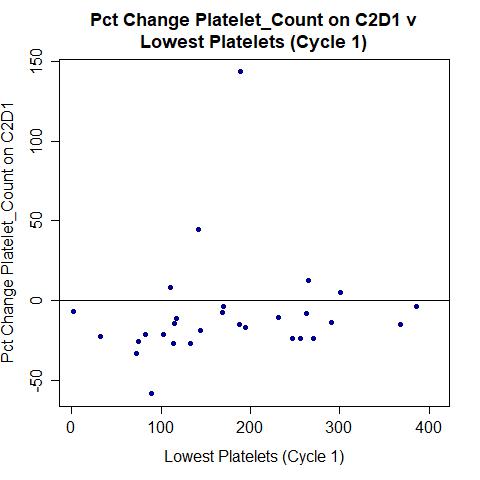 Pct Change Platelet_Count on C2D1 v
Lowest Platelets (Cycle 1)
Pct Change Platelet_Count on C2D1
150
100
50
0
-50
0 100 200 300 400
Lowest Platelets (Cycle 1)